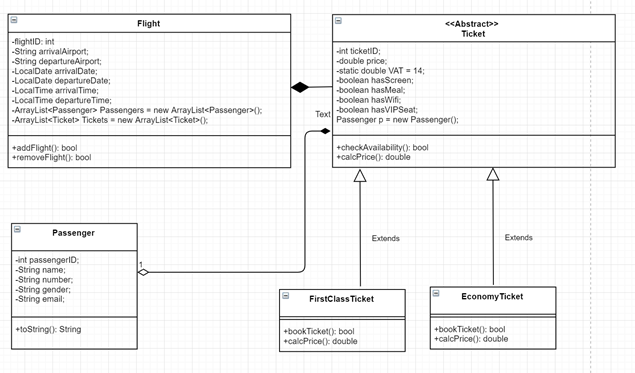 Flight
-flightID: int
-String arrivalAirport;
-String departureAirport;
-LocalDate arrivalDate;
-LocalDate departureDate;
-LocalTime arrivalTime;
-LocalTime departureTime;
-ArrayList<Passenger> Passengers = new ArrayList<Passenger>();
-ArrayList<Ticket> Tickets = new ArrayList<Ticket>();
+addFlight(): bool
+removeFlight(): bool
<<Abstract>>
Ticket
-int ticketID;
-double price;
-static double VAT = 14;
-boolean hasScreen;
-boolean hasMeal;
-boolean hasWifi;
-boolean hasVIPSeat;
Passenger p = new Passenger();
+checkAvailability(): bool
+calcPrice(): double
Text
Passenger
-int passengerID;
-String name;
-String number;
-String gender;
-String email;
+toString(): String
1
Extends
Extends
FirstClassTicket
+bookTicket(): bool
+calcPrice(): double
EconomyTicket
+bookTicket(): bool
+calcPrice(): double